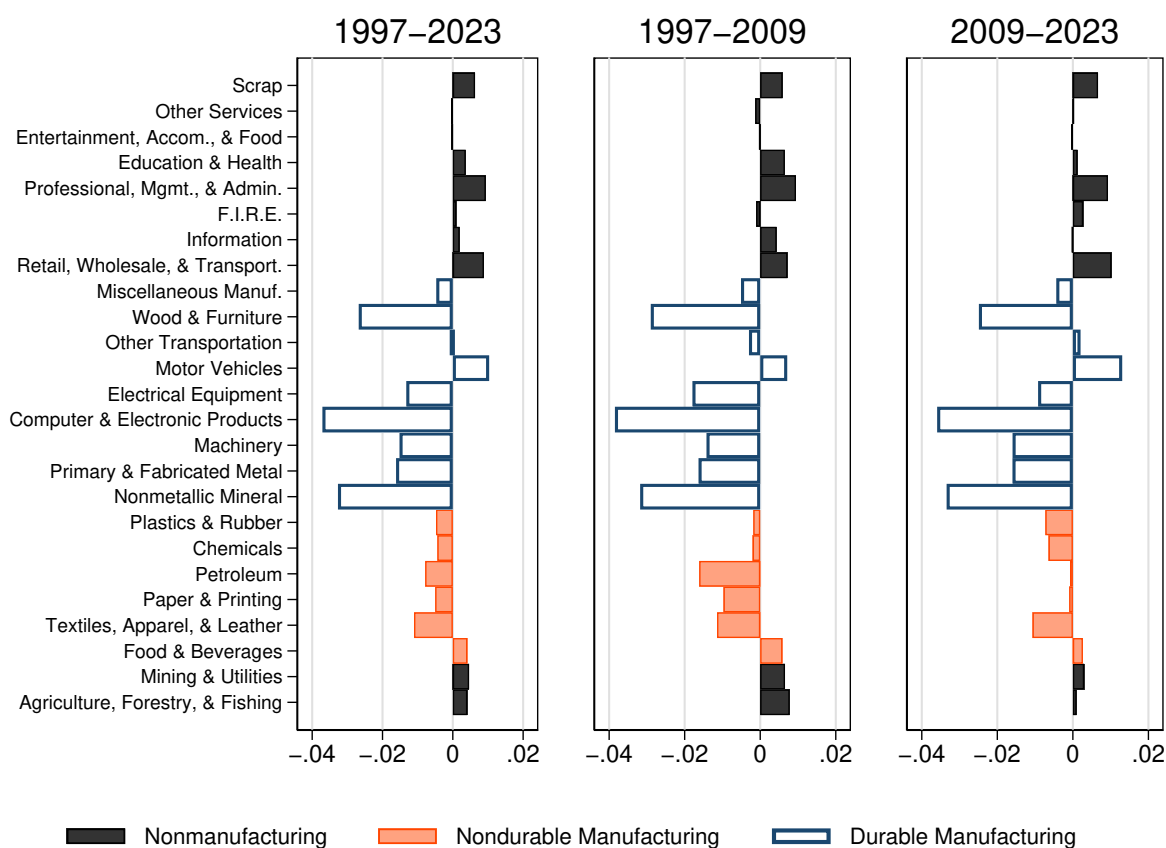 1997−2023
1997−2009
2009−2023
Scrap
Other Services
Entertainment, Accom., & Food
Education & Health
Professional, Mgmt., & Admin.
F.I.R.E.
Information
Retail, Wholesale, & Transport.
Miscellaneous Manuf.
Wood & Furniture
Other Transportation
Motor Vehicles
Electrical Equipment
Computer & Electronic Products
Machinery
Primary & Fabricated Metal
Nonmetallic Mineral
Plastics & Rubber
Chemicals
Petroleum
Paper & Printing
Textiles, Apparel, & Leather
Food & Beverages
Mining & Utilities
Agriculture, Forestry, & Fishing
−.04 −.02 0 .02
−.04 −.02 0 .02
−.04 −.02 0 .02
Nonmanufacturing
Nondurable Manufacturing
Durable Manufacturing